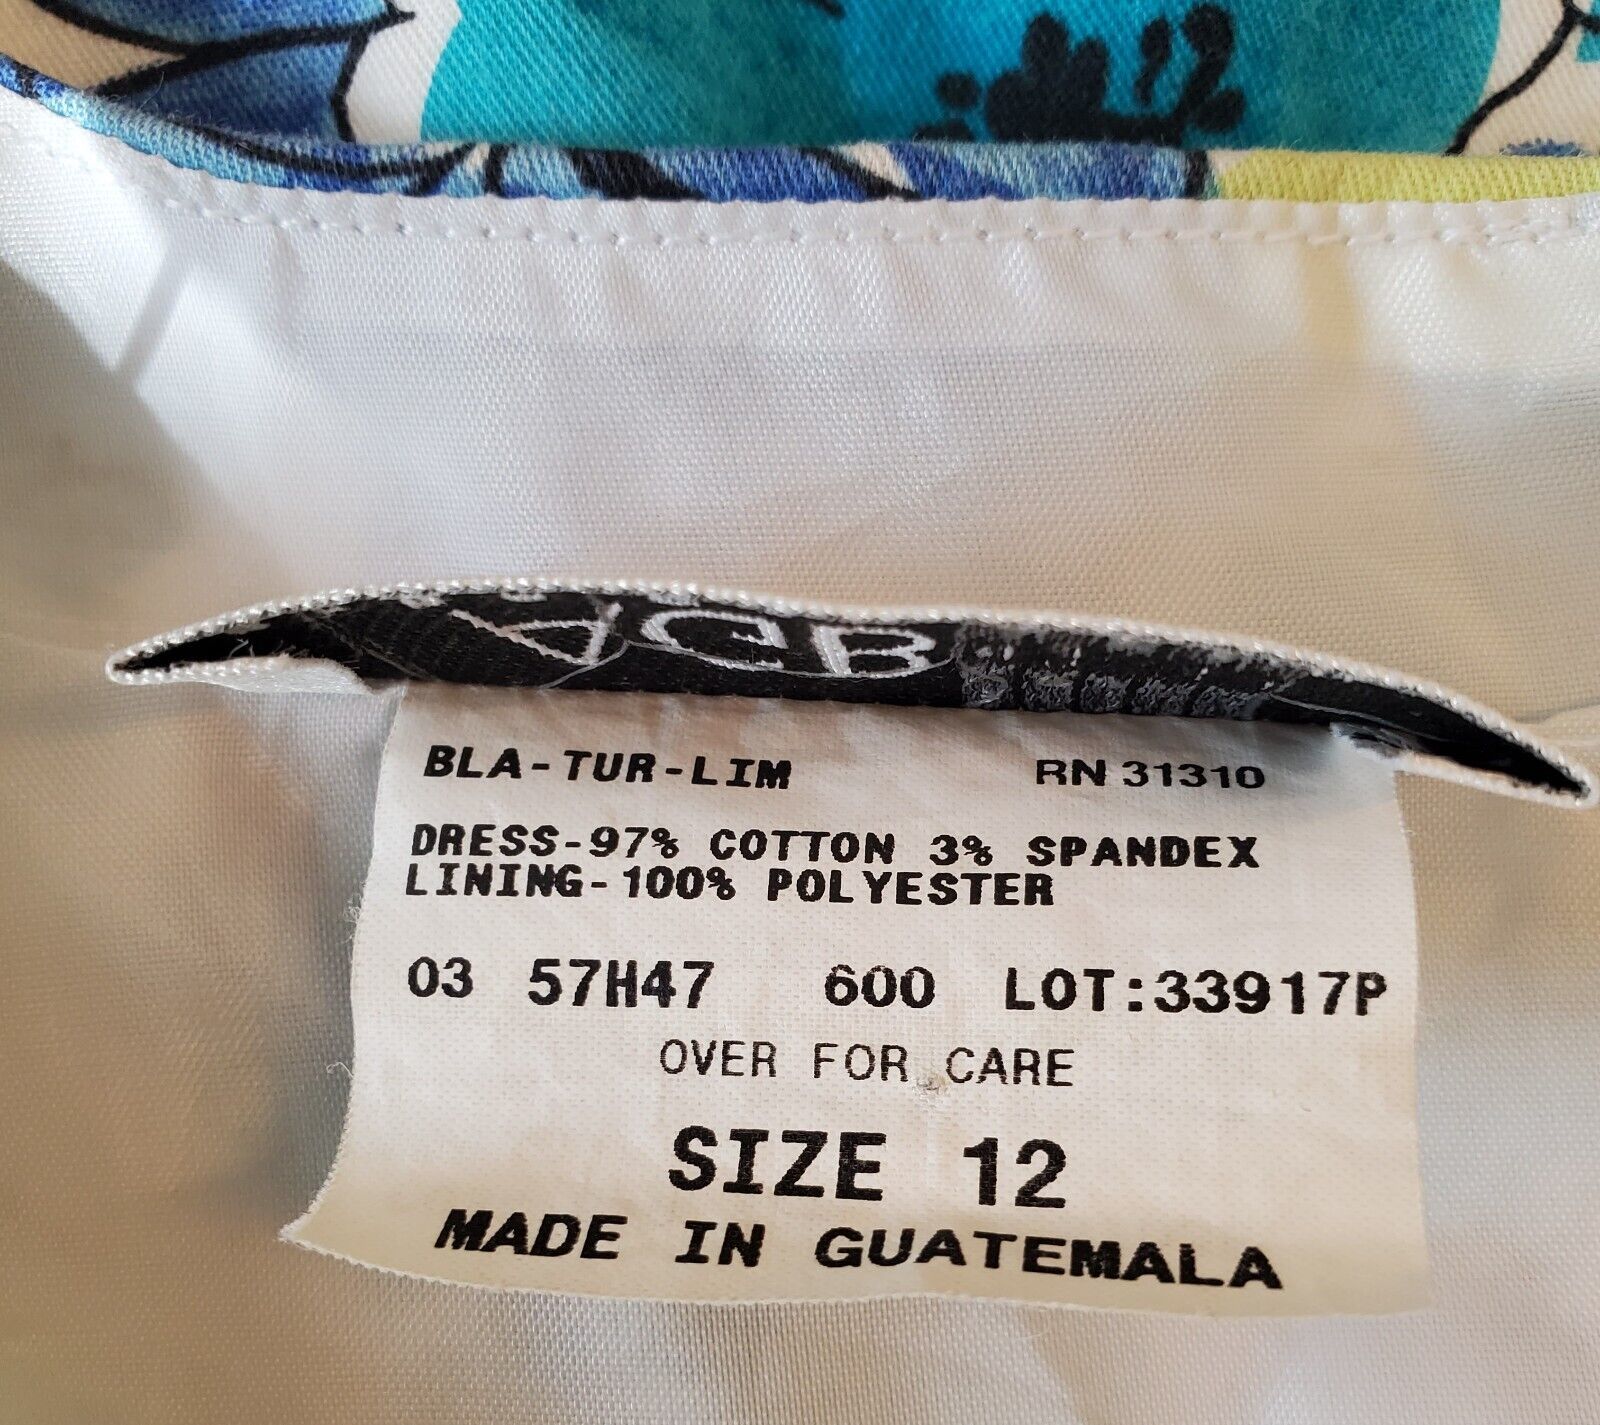 AGB
BLA-TUR-LIM RN 31310
DRESS-97% COTTON 3% SPANDEX
LINING-100% POLYESTER
03 57H47 600 LOT:33917P
OVER FOR CARE
SIZE 12
MADE IN GUATEMALA